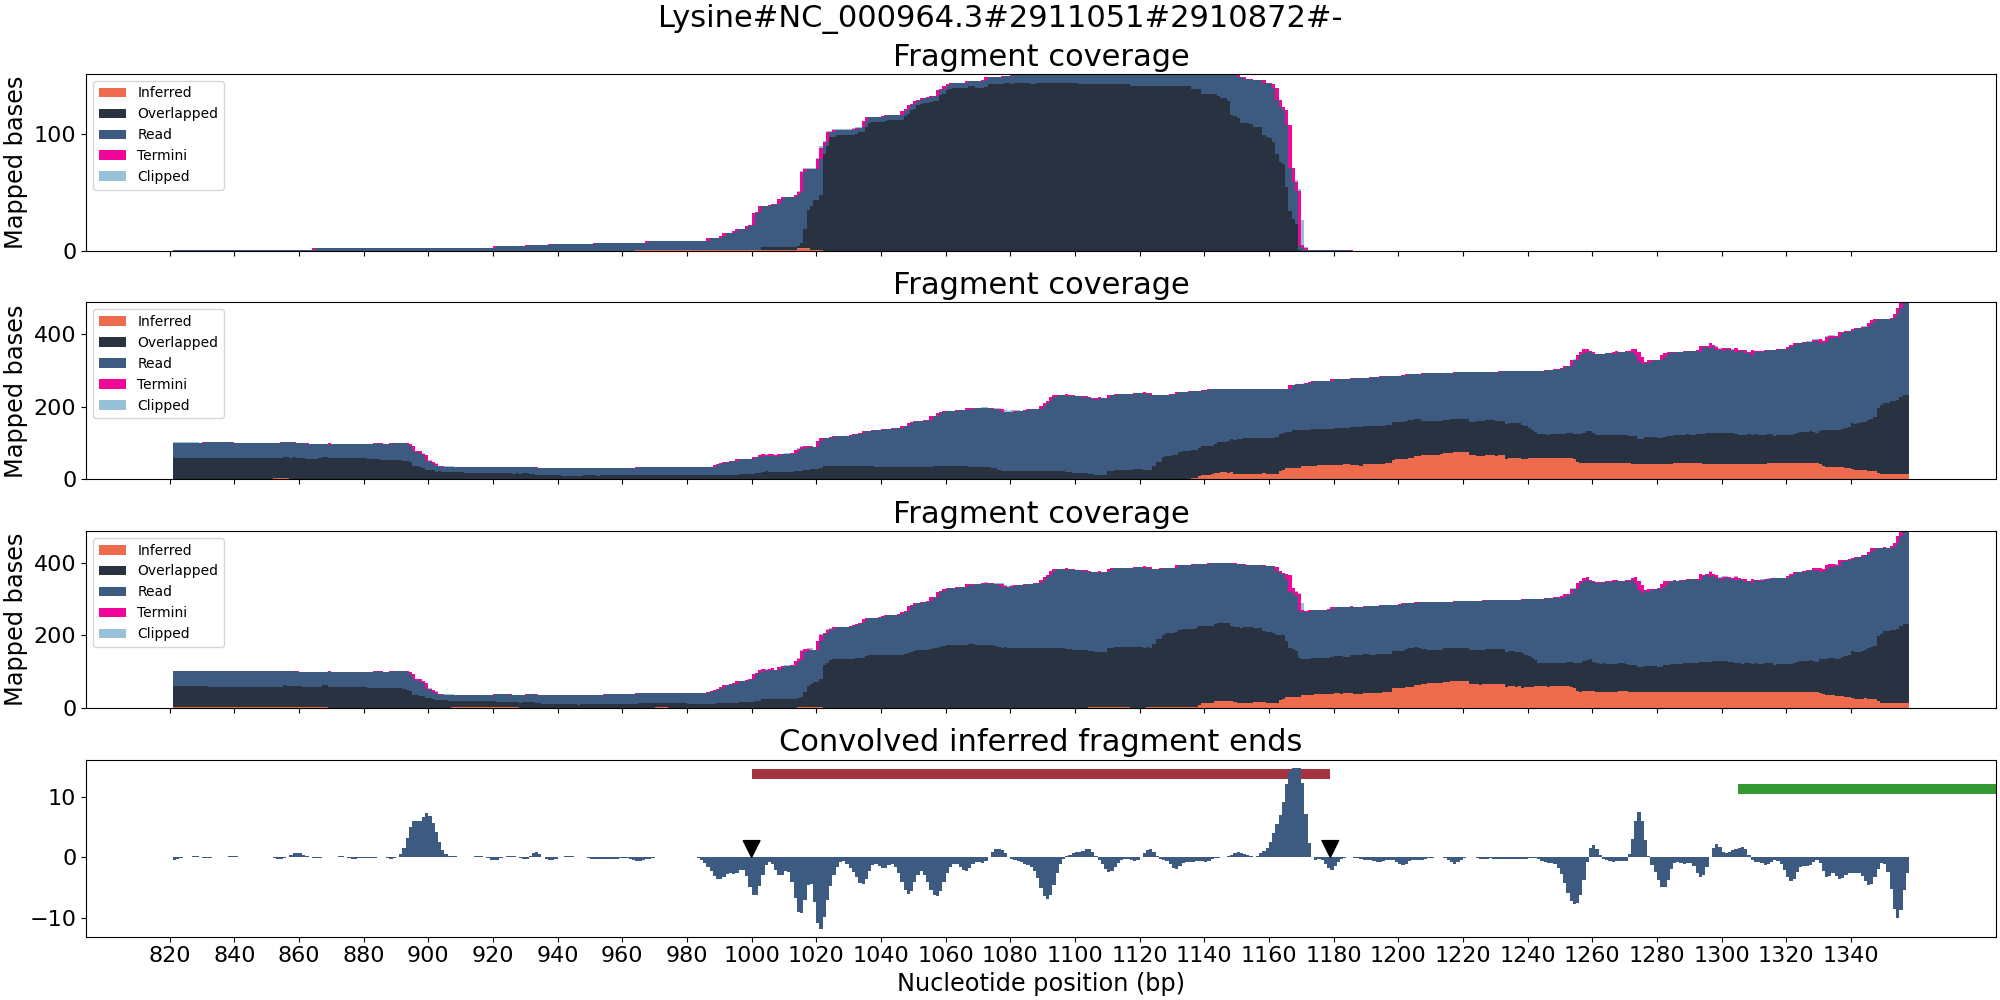 Lysine#NC_000964.3#2911051#2910872#-
Fragment coverage
Mapped bases
100
0
Inferred
Overlapped
Read
Termini
Clipped
Fragment coverage
Mapped bases
400
200
0
Inferred
Overlapped
Read
Termini
Clipped
Fragment coverage
Mapped bases
400
200
0
Inferred
Overlapped
Read
Termini
Clipped
Convolved inferred fragment ends
10
0
−10
820 840 860 880 900 920 940 960 980 1000 1020 1040 1060 1080 1100 1120 1140 1160 1180 1200 1220 1240 1260 1280 1300 1320 1340
Nucleotide position (bp)